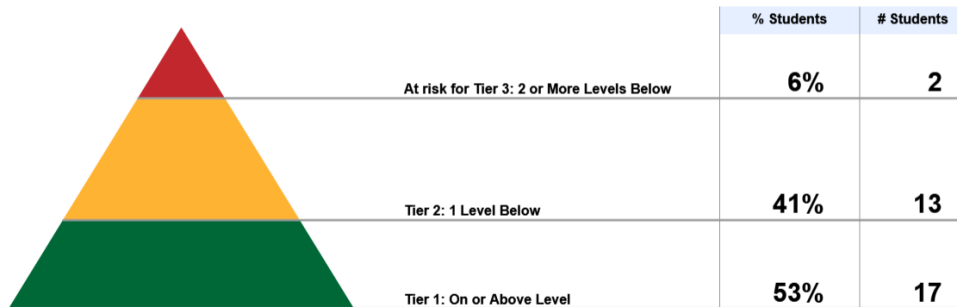 % Students # Students
At risk for Tier 3: 2 or More Levels Below 6% 2
Tier 2: 1 Level Below 41% 13
Tier 1: On or Above Level 53% 17